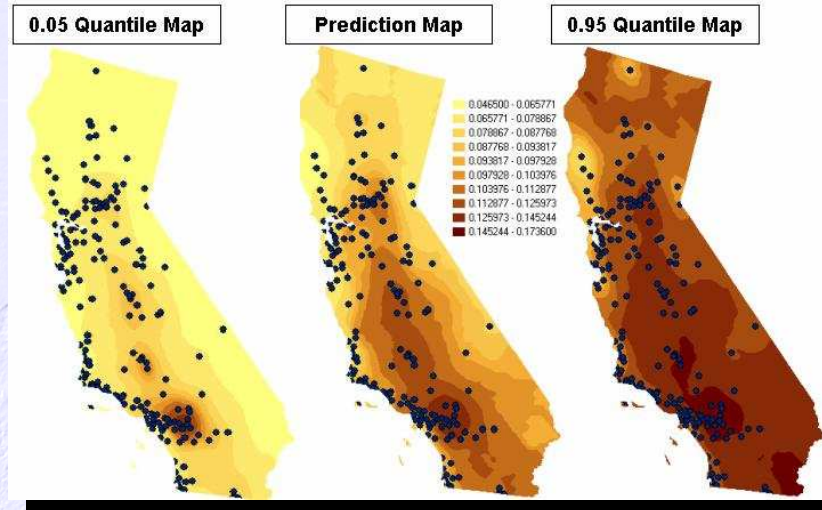 0.05 Quantile Map
Prediction Map
0.95 Quantile Map
0.046500 - 0.065771
0.065771 - 0.078867
0.078867 - 0.087768
0.087768 - 0.093817
0.093817 - 0.097928
0.097928 - 0.103976
0.103976 - 0.112877
0.112877 - 0.125973
0.125973 - 0.145244
0.145244 - 0.173600